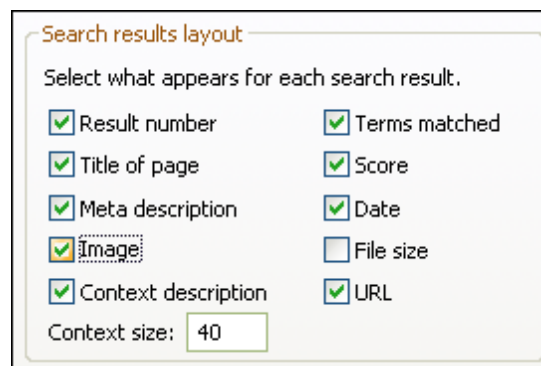 Search results layout
Select what appears for each search result.
Result number
Terms matched
Title of page
Score
Meta description
Date
Image
File size
Context description
URL
Context size: 40